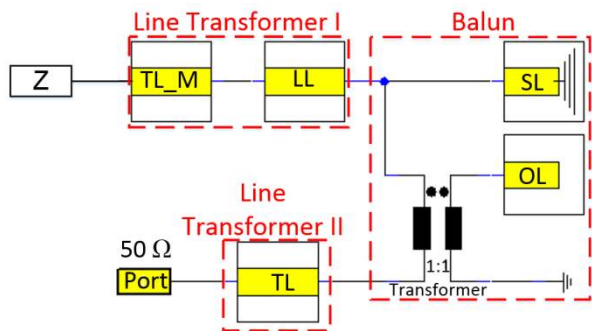 Line Transformer I
Balun
Z
TL_M
LL
SL
OL
Line
Transformer II
50 Ω
Port
TL
1:1
Transformer